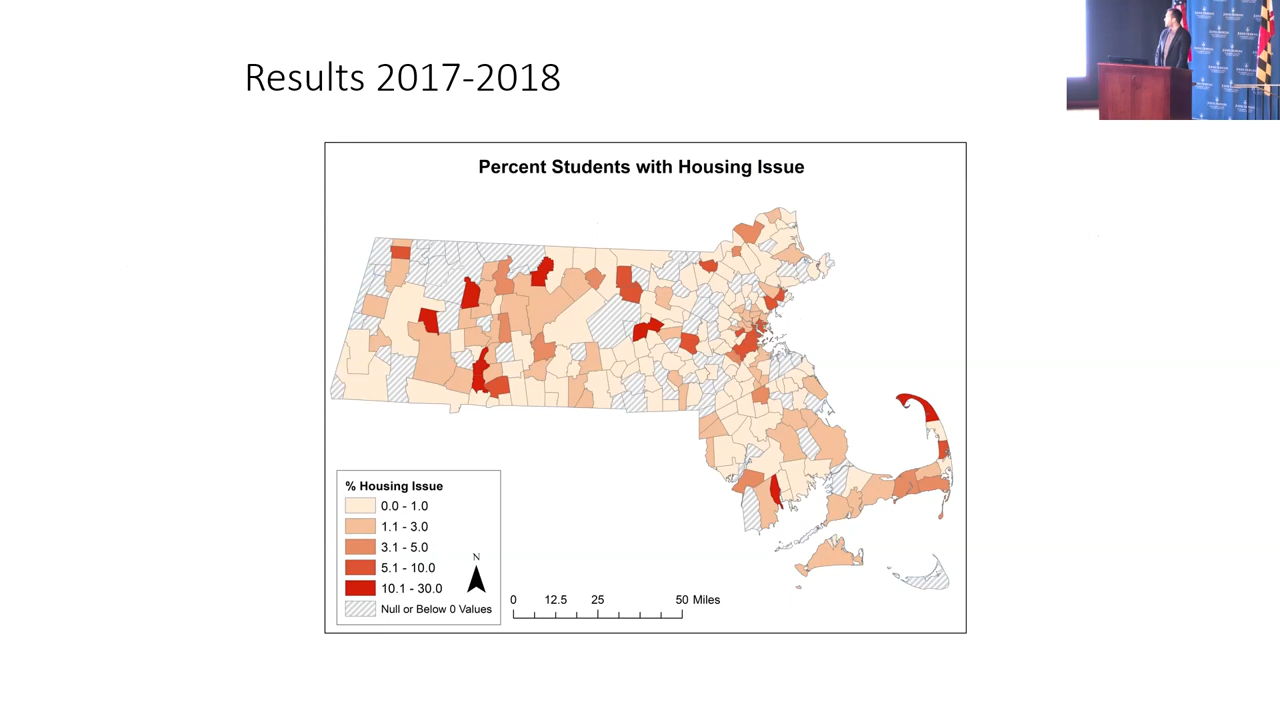 Results 2017-2018
Percent Students with Housing Issue
% Housing Issue
0.0 - 1.0
1.1 - 3.0
3.1 - 5.0
5.1 - 10.0
10.1 - 30.0
Null or Below 0 Values
N
0 12.5 25 50 Miles